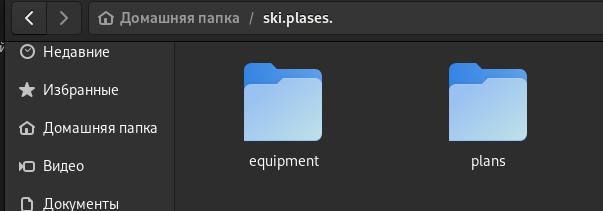 Домашняя папка / ski.plases.
Недавние
Избранные
Домашняя папка
Видео
Документы
equipment
plans